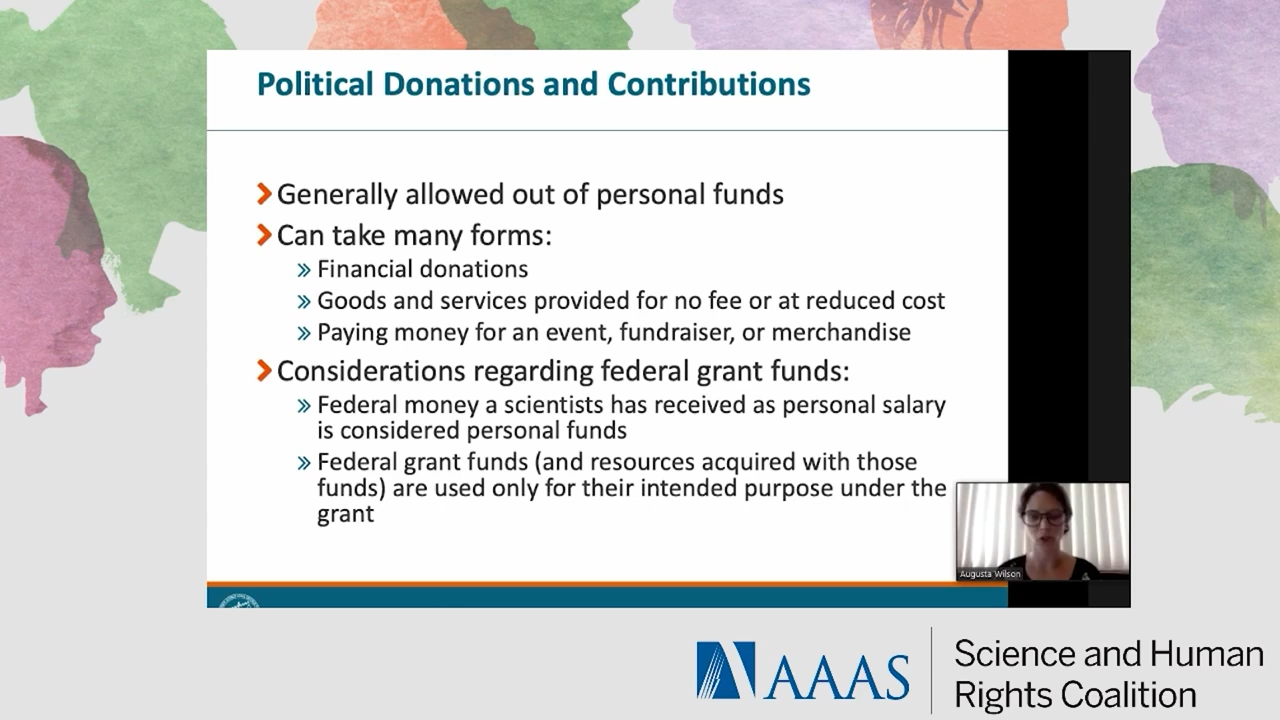 Political Donations and Contributions
Generally allowed out of personal funds
Can take many forms:
Financial donations
Goods and services provided for no fee or at reduced cost
Paying money for an event, fundraiser, or merchandise
Considerations regarding federal grant funds:
Federal money a scientists has received as personal salary
is considered personal funds
Federal grant funds (and resources acquired with those
funds) are used only for their intended purpose under the
grant
Augusta Wilson
AAAS
Science and Human
Rights Coalition